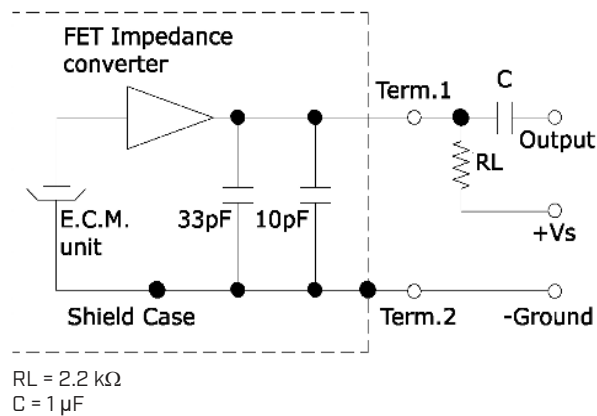 FET Impedance
converter
Term.1
C
Output
RL
+Vs
E.C.M.
unit
33pF
10pF
Shield Case
Term.2
-Ground
RL = 2.2 kΩ
C = 1 µF